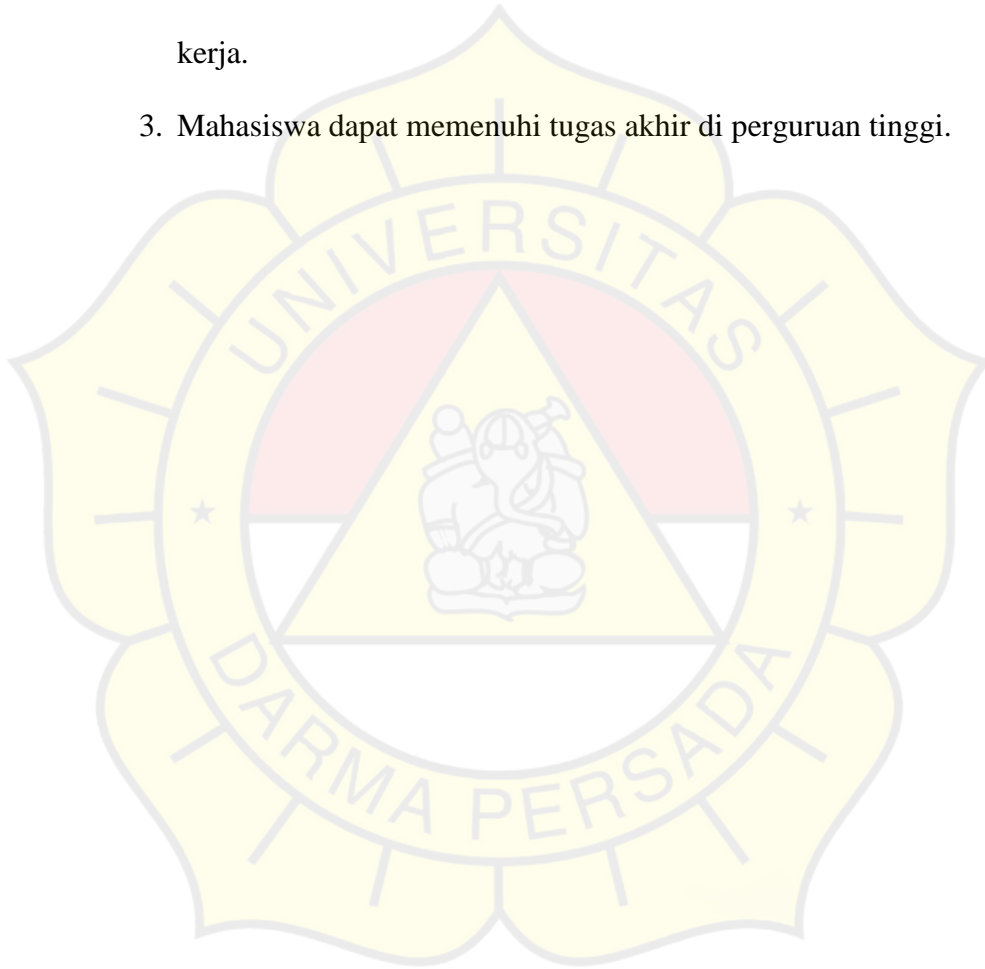 kerja.
3. Mahasiswa dapat memenuhi tugas akhir di perguruan tinggi.
UNIVERSITAS
DARMA PERSADA